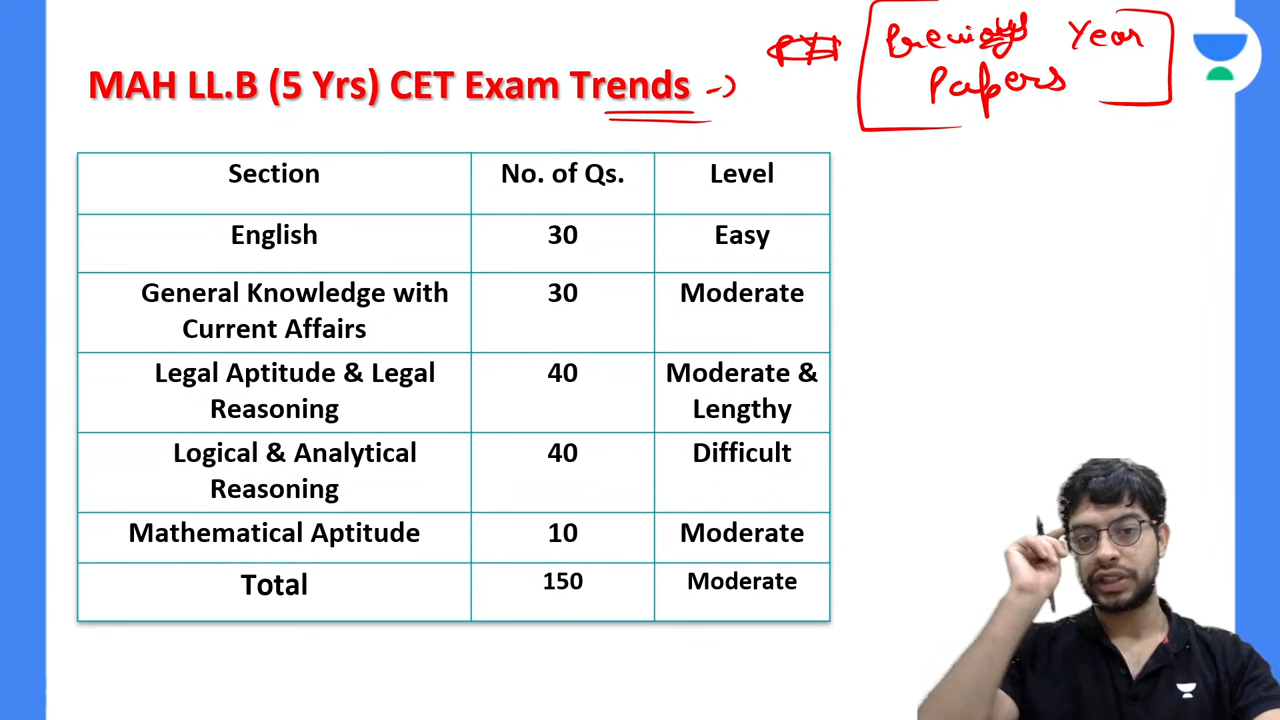 Previous Year
Papers
MAH LL.B (5 Yrs) CET Exam Trends
Section No. of Qs. Level
English 30 Easy
General Knowledge with
Current Affairs 30 Moderate
Legal Aptitude & Legal
Reasoning 40 Moderate &
Lengthy
Logical & Analytical
Reasoning 40 Difficult
Mathematical Aptitude 10 Moderate
Total 150 Moderate